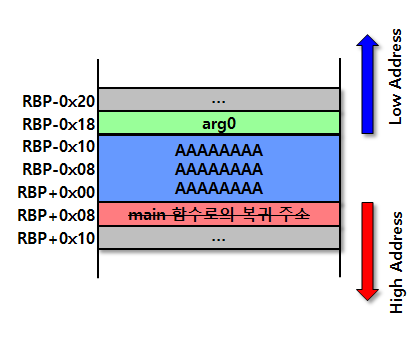 RBP-0x20 ...
RBP-0x18 arg0
RBP-0x10 AAAAAAAA
RBP-0x08 AAAAAAAA
RBP+0x00 AAAAAAAA
RBP+0x08 main 함수로의 복귀 주소
RBP+0x10 ...
Low Address
High Address